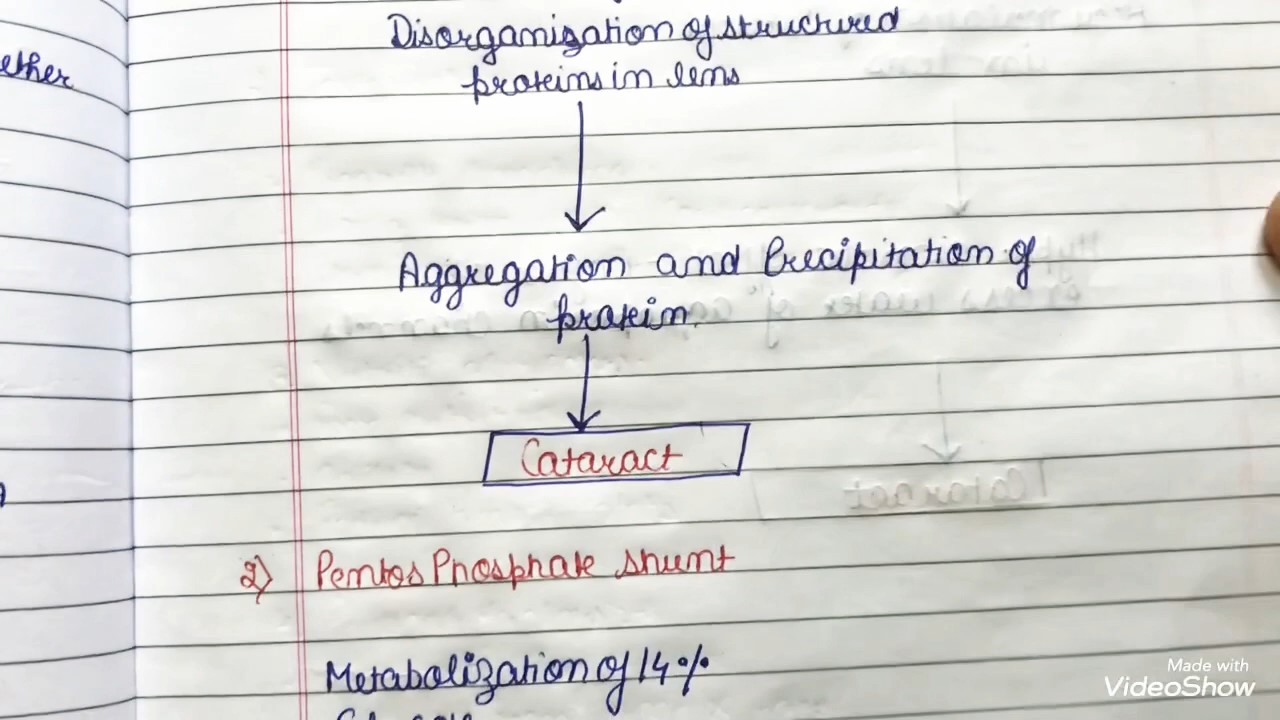 Disorganization of structured
ether
proteins in lens
Aggregation and Precipitation of
protein.
Cataract
2) Pentos Phosphate shunt
Metabolization of 14%
Made with
VideoShow